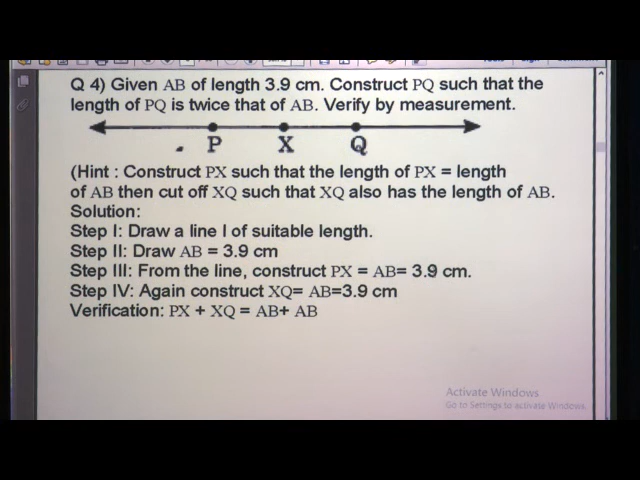 Q 4) Given AB of length 3.9 cm. Construct PQ such that the
length of PQ is twice that of AB. Verify by measurement.
P X Q
(Hint : Construct PX such that the length of PX = length
of AB then cut off XQ such that XQ also has the length of AB.
Solution:
Step I: Draw a line l of suitable length.
Step II: Draw AB = 3.9 cm
Step III: From the line, construct PX = AB= 3.9 cm.
Step IV: Again construct XQ= AB=3.9 cm
Verification: PX + XQ = AB+ AB
Activate Windows
Go to Settings to activate Windows.